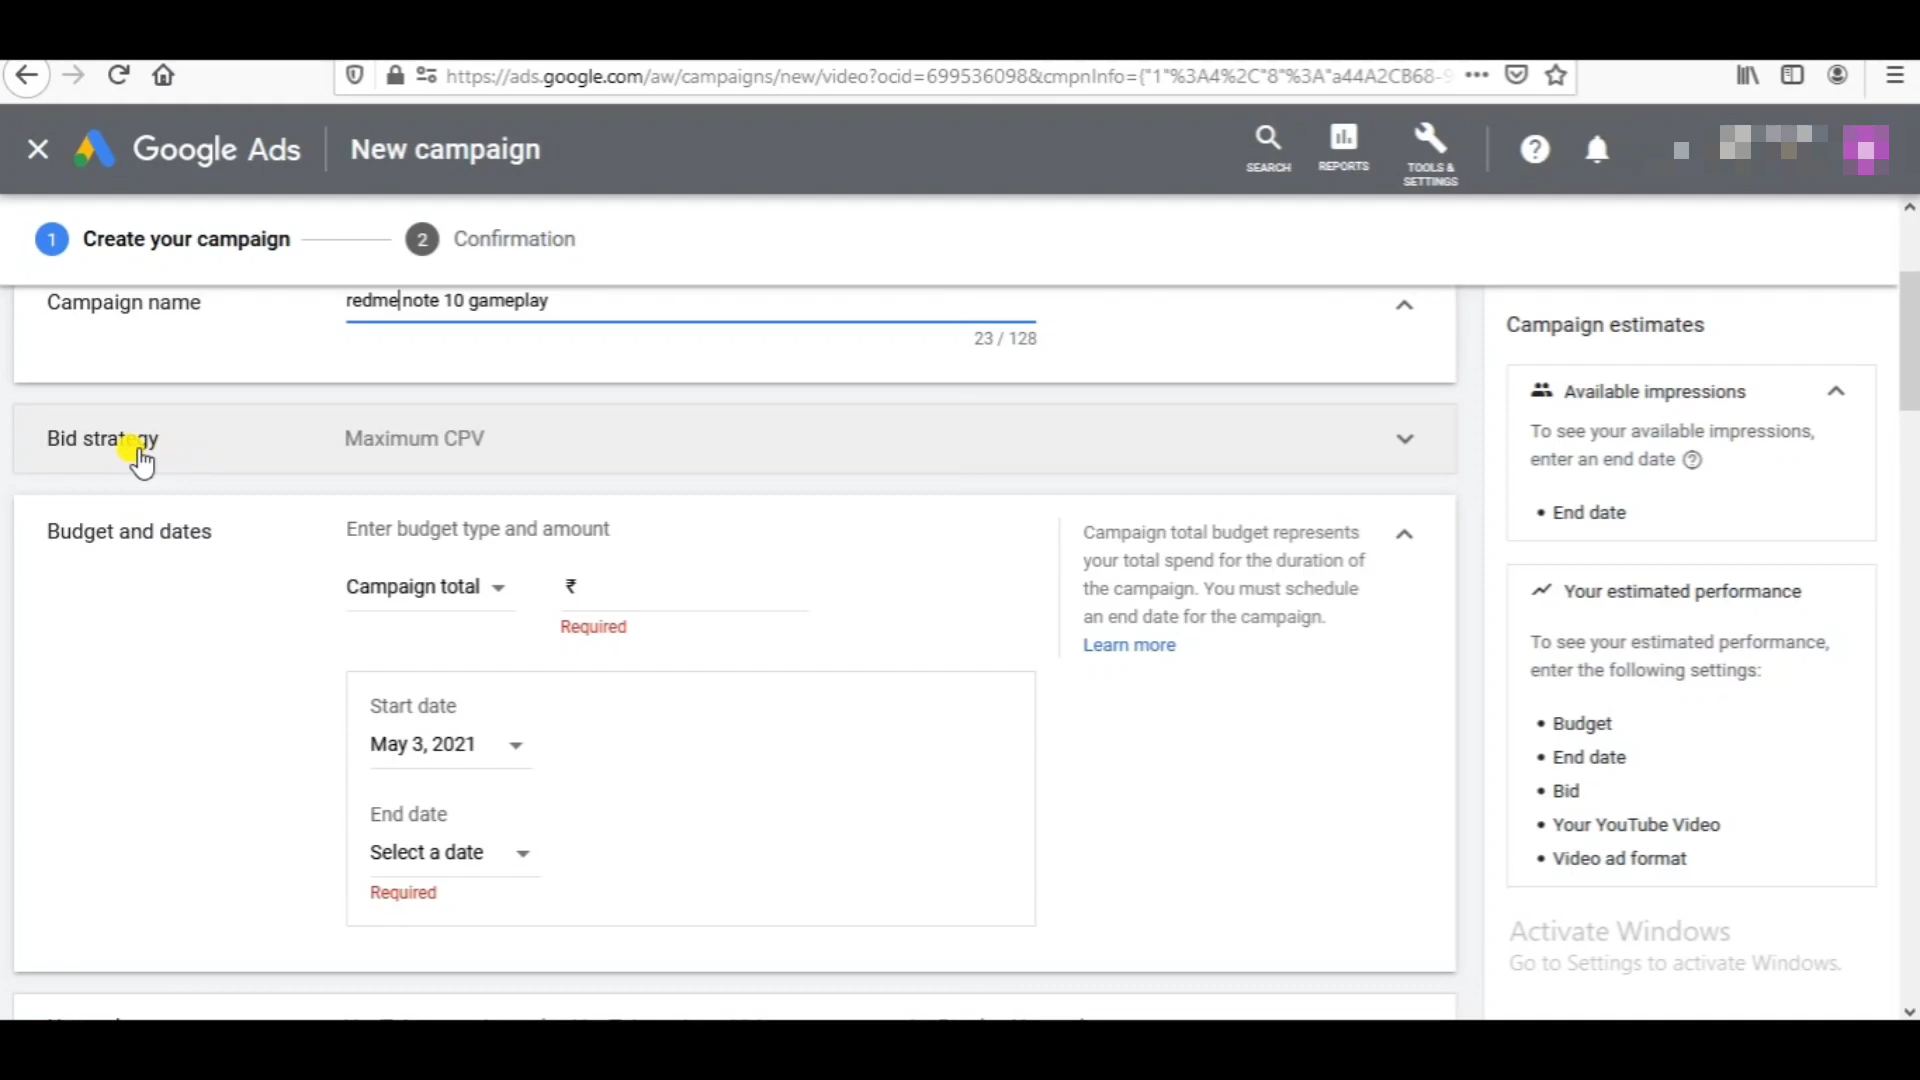 https://ads.google.com/aw/campaigns/new/video?ocid=699536098&cmpnInfo={"1"%3A4%2C"8"%3A"a44A2CB68-9
Google Ads New campaign
SEARCH
REPORTS
TOOLS &
SETTINGS
1 Create your campaign 2 Confirmation
Campaign name redme note 10 gameplay
23 / 128
Bid strategy Maximum CPV
Budget and dates Enter budget type and amount
Campaign total ₹
Required
Start date
May 3, 2021
End date
Select a date
Required
Campaign total budget represents
your total spend for the duration of
the campaign. You must schedule
an end date for the campaign.
Learn more
Campaign estimates
Available impressions
To see your available impressions,
enter an end date
• End date
Your estimated performance
To see your estimated performance,
enter the following settings:
• Budget
• End date
• Bid
• Your YouTube Video
• Video ad format
Activate Windows
Go to Settings to activate Windows.